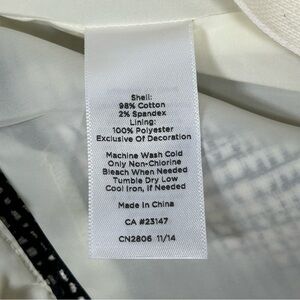 Shell:
98% Cotton
2% Spandex
Lining:
100% Polyester
Exclusive Of Decoration
Machine Wash Cold
Only Non-Chlorine
Bleach When Needed
Tumble Dry Low
Cool Iron, If Needed
Made In China
CA #23147
CN2806 11/14